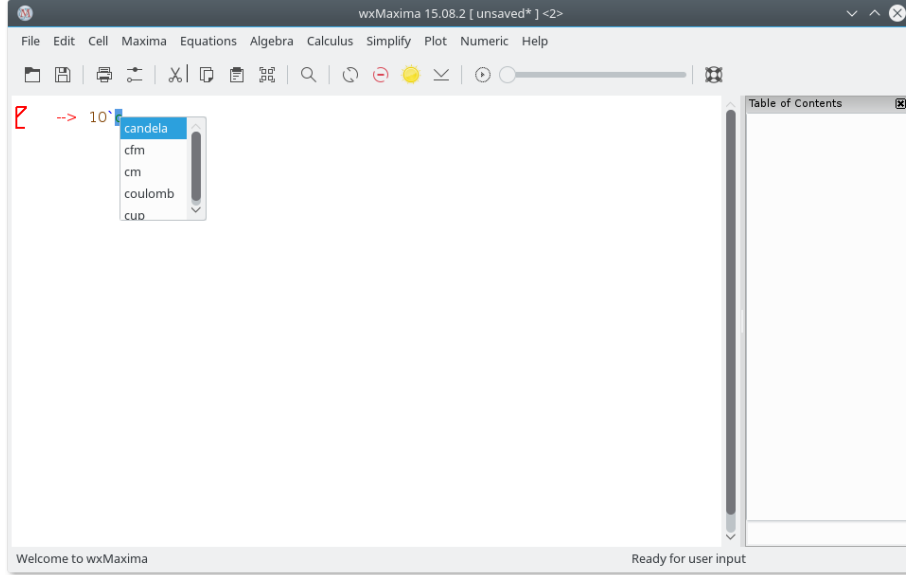 wxMaxima 15.08.2 [ unsaved* ] <2>
File Edit Cell Maxima Equations Algebra Calculus Simplify Plot Numeric Help
Table of Contents
--> 10`c
candela
cfm
cm
coulomb
cup
Welcome to wxMaxima
Ready for user input